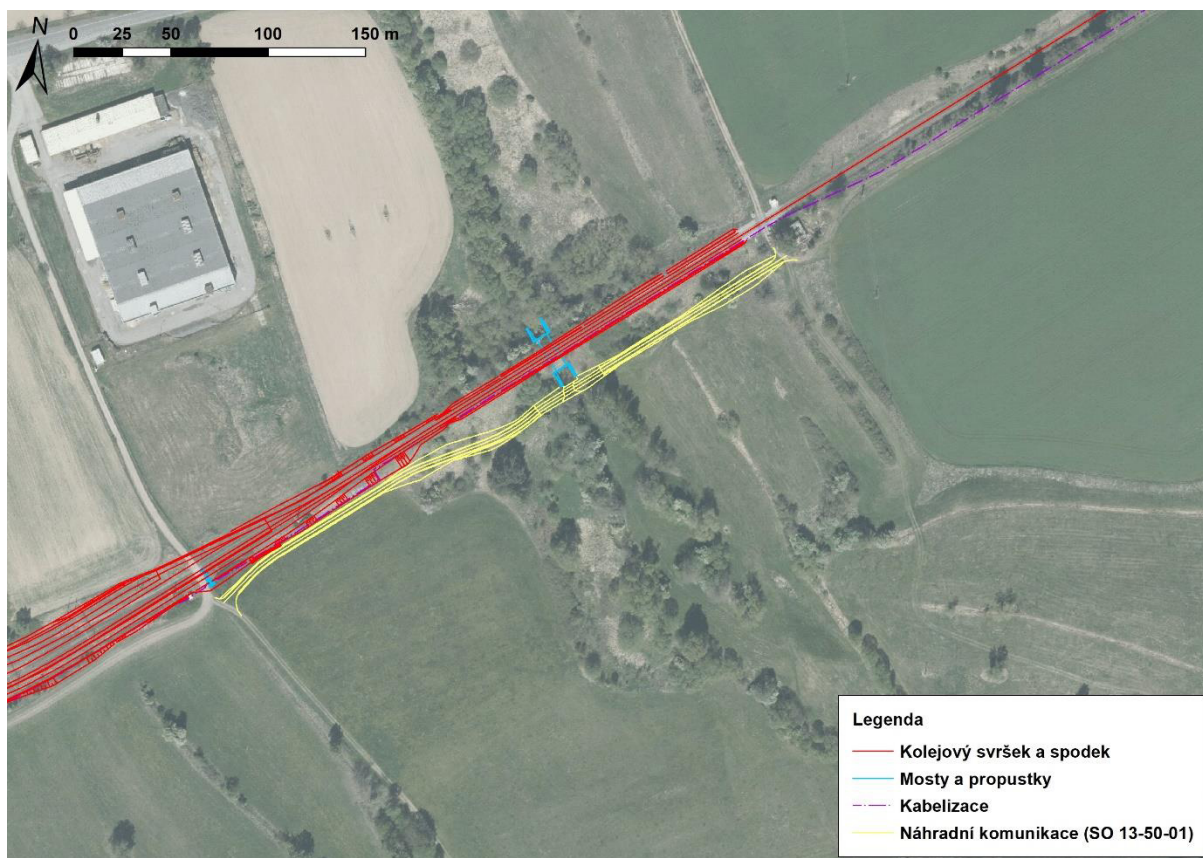 N
0 25 50 100 150 m
Legenda
Kolejový svršek a spodek
Mosty a propustky
Kabelizace
Náhradní komunikace (SO 13-50-01)